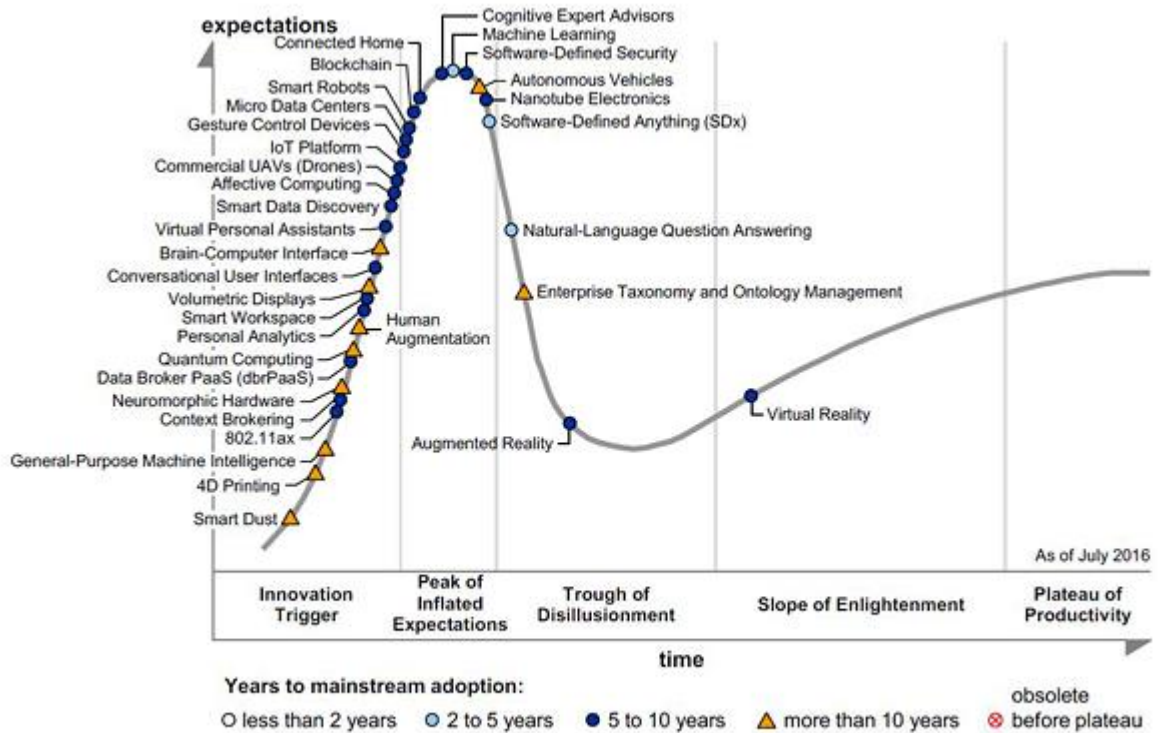 expectations
Cognitive Expert Advisors
Machine Learning
Connected Home
Software-Defined Security
Blockchain
Autonomous Vehicles
Smart Robots
Nanotube Electronics
Micro Data Centers
Gesture Control Devices
Software-Defined Anything (SDx)
IoT Platform
Commercial UAVs (Drones)
Affective Computing
Smart Data Discovery
Virtual Personal Assistants
Natural-Language Question Answering
Brain-Computer Interface
Conversational User Interfaces
Volumetric Displays
Enterprise Taxonomy and Ontology Management
Smart Workspace
Personal Analytics
Human
Augmentation
Quantum Computing
Data Broker PaaS (dbrPaaS)
Neuromorphic Hardware
Context Brokering
802.11ax
Virtual Reality
Augmented Reality
General-Purpose Machine Intelligence
4D Printing
Smart Dust
As of July 2016
Innovation
Trigger
Peak of
Inflated
Expectations
Trough of
Disillusionment
Slope of Enlightenment
Plateau of
Productivity
time
Years to mainstream adoption:
less than 2 years
2 to 5 years
5 to 10 years
more than 10 years
obsolete
before plateau